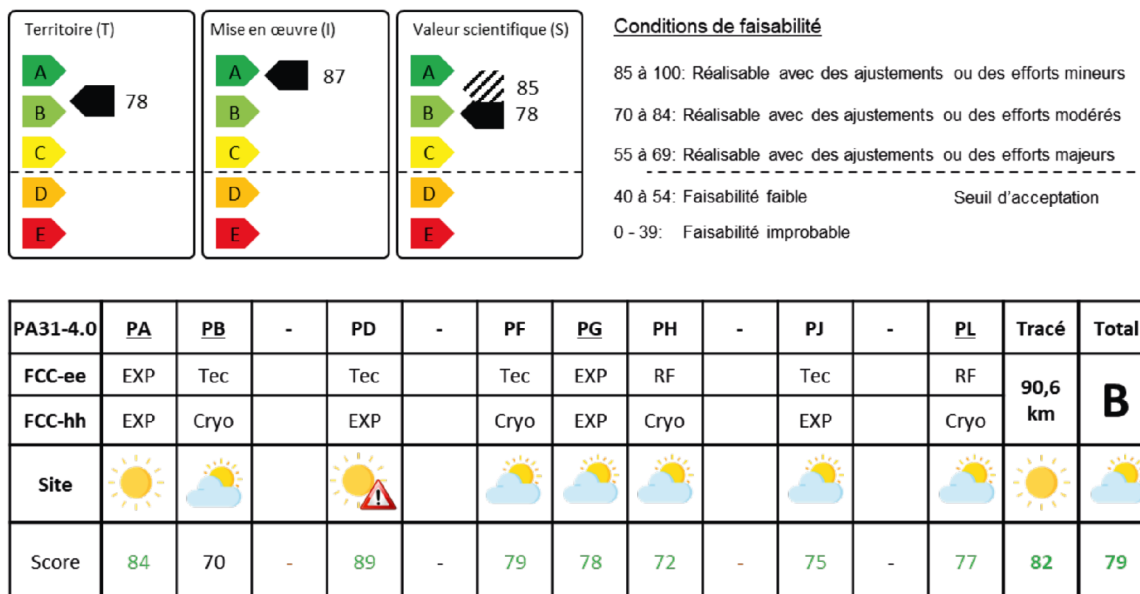 Territoire (T)
A
B
C
D
E
78
Mise en œuvre (I)
A
B
C
D
E
87
Valeur scientifique (S)
A
B
C
D
E
85
78
Conditions de faisabilité
85 à 100: Réalisable avec des ajustements ou des efforts mineurs
70 à 84: Réalisable avec des ajustements ou des efforts modérés
55 à 69: Réalisable avec des ajustements ou des efforts majeurs
40 à 54: Faisabilité faible Seuil d'acceptation
0 - 39: Faisabilité improbable
PA31-4.0 PA PB - PD - PF PG PH - PJ - PL Tracé Total
FCC-ee EXP Tec Tec Tec EXP RF Tec RF 90,6 km B
FCC-hh EXP Cryo EXP Cryo EXP Cryo EXP Cryo
Site !
Score 84 70 - 89 - 79 78 72 - 75 - 77 82 79